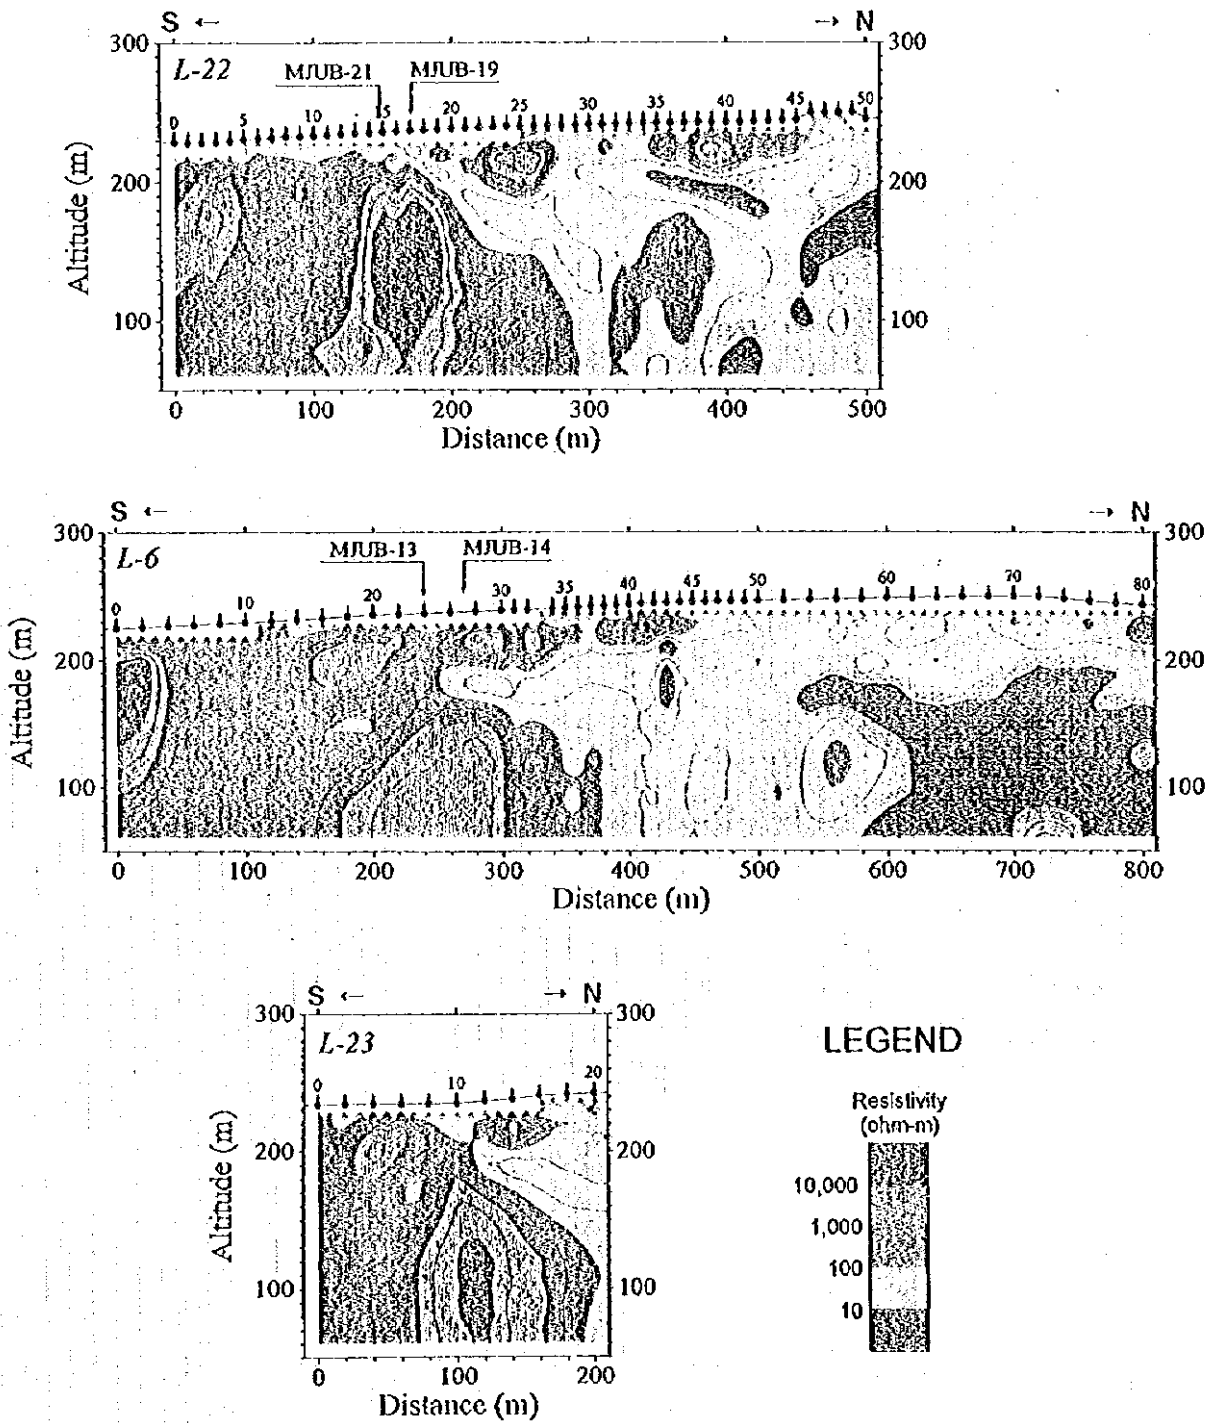 S ← → N
300 300
L-22 MJUB-21 MJUB-19
0 5 10 15 20 25 30 35 40 45 50
200 200
100 100
Altitude (m)
0 100 200 300 400 500
Distance (m)
S ← → N
300 300
L-6 MJUB-13 MJUB-14
0 10 20 30 35 40 45 50 60 70 80
200 200
100 100
Altitude (m)
0 100 200 300 400 500 600 700 800
Distance (m)
S ← → N
300 300
L-23
0 10 20
200 200
100 100
Altitude (m)
0 100 200
Distance (m)
LEGEND
Resistivity
(ohm-m)
10,000
1,000
100
10